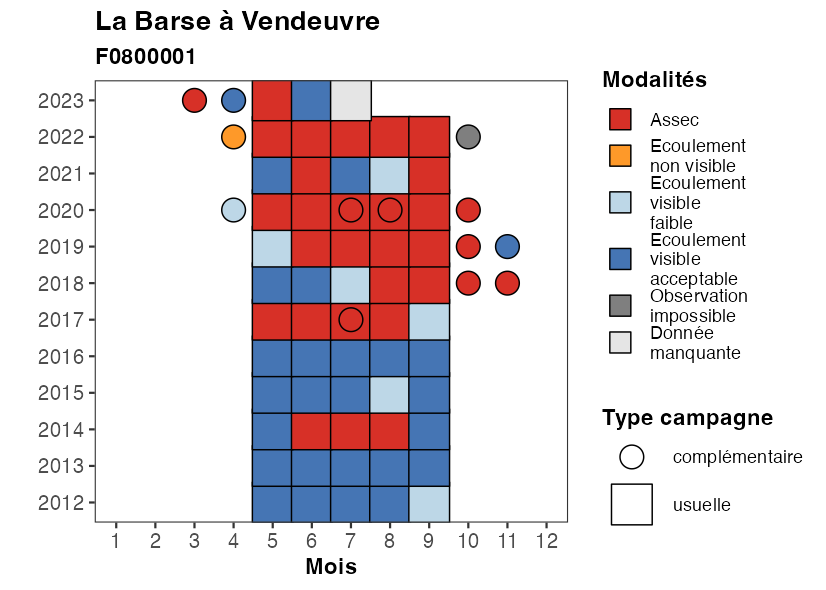 La Barse à Vendeuvre
F0800001
2023
2022
2021
2020
2019
2018
2017
2016
2015
2014
2013
2012
1 2 3 4 5 6 7 8 9 10 11 12
Mois
Modalités
Assec
Ecoulement
non visible
Ecoulement
visible
faible
Ecoulement
visible
acceptable
Observation
impossible
Donnée
manquante
Type campagne
complémentaire
usuelle